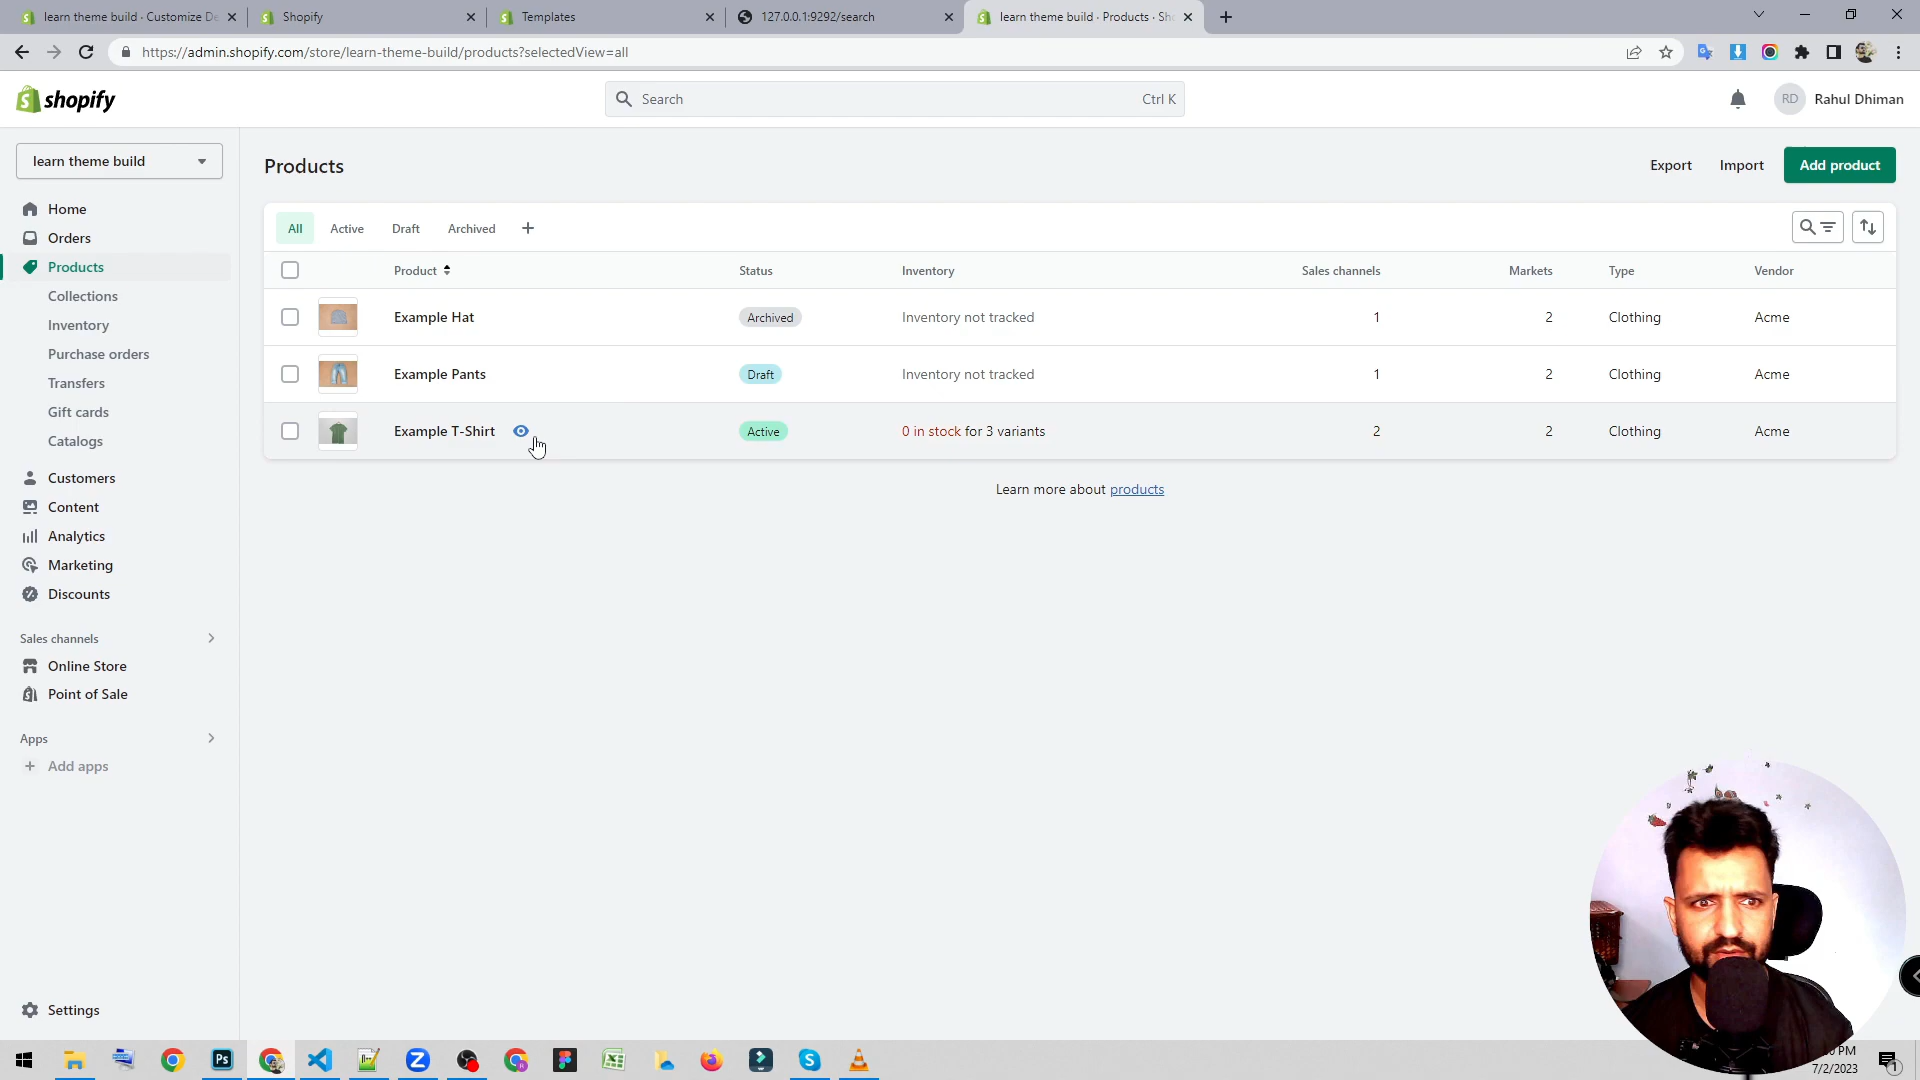 learn theme build · Customize De
Shopify
Templates
127.0.0.1:9292/search
learn theme build · Products · Sho
https://admin.shopify.com/store/learn-theme-build/products?selectedView=all
shopify
Search
Ctrl K
RD
Rahul Dhiman
learn theme build
Home
Orders
Products
Collections
Inventory
Purchase orders
Transfers
Gift cards
Catalogs
Customers
Content
Analytics
Marketing
Discounts
Sales channels
Online Store
Point of Sale
Apps
Add apps
Settings
Products
Export
Import
Add product
All
Active
Draft
Archived
Product
Status
Inventory
Sales channels
Markets
Type
Vendor
Example Hat
Archived
Inventory not tracked
1
2
Clothing
Acme
Example Pants
Draft
Inventory not tracked
1
2
Clothing
Acme
Example T-Shirt
Active
0 in stock for 3 variants
2
2
Clothing
Acme
Learn more about products
Ps
PM
7/2/2023
1